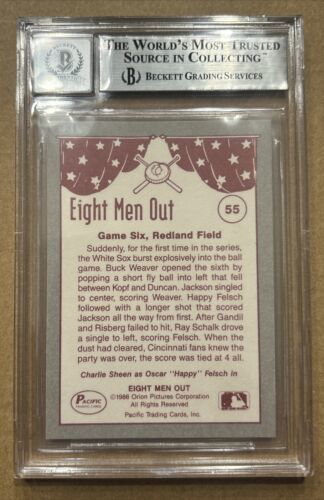 THE WORLD'S MOST TRUSTED
SOURCE IN COLLECTING™
BECKETT GRADING SERVICES
Eight Men Out
55
Game Six, Redland Field
Suddenly, for the first time in the series,
the White Sox burst explosively into the ball
game. Buck Weaver opened the sixth by
popping a short fly ball into left that fell
between Kopf and Duncan. Jackson singled
to center, scoring Weaver. Happy Felsch
followed with a longer shot that scored
Jackson all the way from first. After Gandil
and Risberg failed to hit, Ray Schalk drove
a single to left, scoring Felsch. When
the dust had cleared, Cincinnati fans knew the
party was over, the score was tied at 4 all.
Charlie Sheen as Oscar "Happy" Felsch in
EIGHT MEN OUT
©1988 Orion Pictures Corporation
All Rights Reserved
Pacific Trading Cards, Inc.
PACIFIC
TRADING CARDS